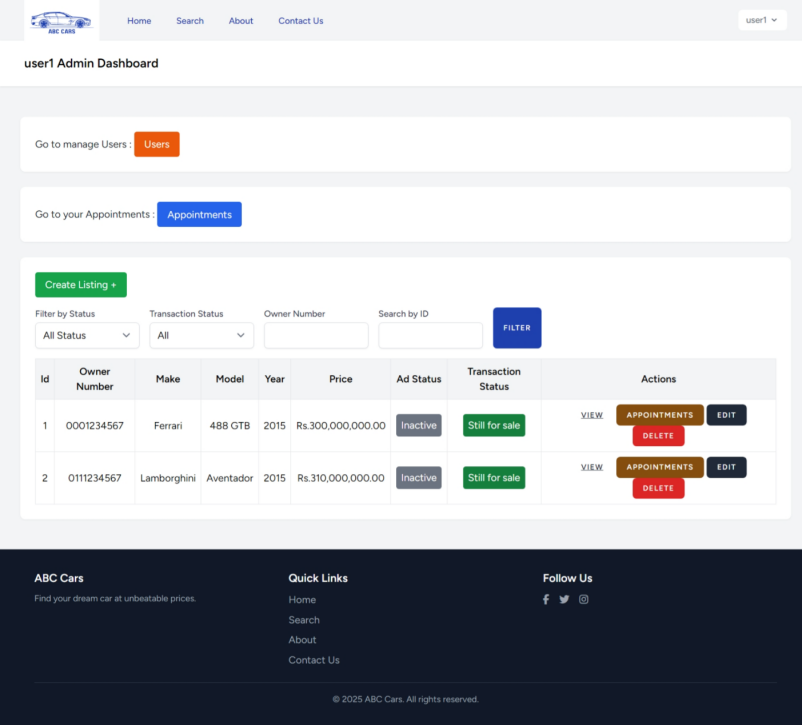 ABC CARS
Home Search About Contact Us
user1
user1 Admin Dashboard
Go to manage Users : Users
Go to your Appointments : Appointments
Create Listing +
Filter by Status Transaction Status Owner Number Search by ID
All Status All FILTER
Id Owner Number Make Model Year Price Ad Status Transaction Status Actions
1 0001234567 Ferrari 488 GTB 2015 Rs.300,000,000.00 Inactive Still for sale VIEW APPOINTMENTS EDIT
DELETE
2 0111234567 Lamborghini Aventador 2015 Rs.310,000,000.00 Inactive Still for sale VIEW APPOINTMENTS EDIT
DELETE
ABC Cars Quick Links Follow Us
Find your dream car at unbeatable prices. Home
Search
About
Contact Us
© 2025 ABC Cars. All rights reserved.